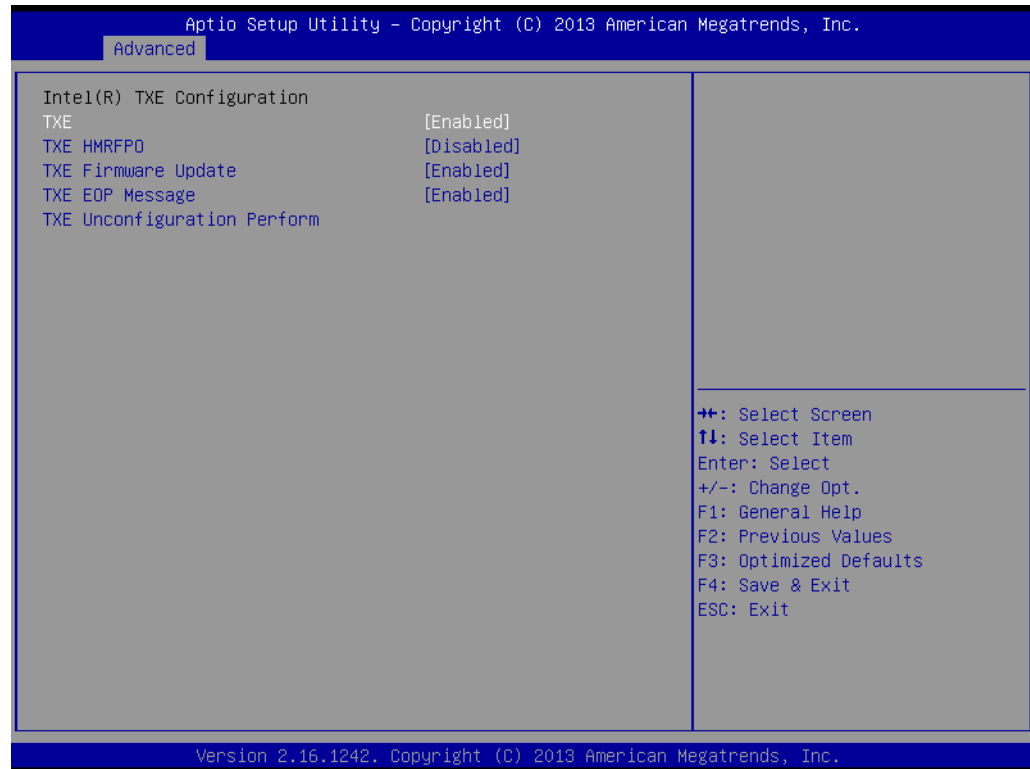 Aptio Setup Utility – Copyright (C) 2013 American Megatrends, Inc.
Advanced
Intel(R) TXE Configuration
TXE [Enabled]
TXE HMRFPO [Disabled]
TXE Firmware Update [Enabled]
TXE EOP Message [Enabled]
TXE Unconfiguration Perform
→←: Select Screen
↑↓: Select Item
Enter: Select
+/-: Change Opt.
F1: General Help
F2: Previous Values
F3: Optimized Defaults
F4: Save & Exit
ESC: Exit
Version 2.16.1242. Copyright (C) 2013 American Megatrends, Inc.